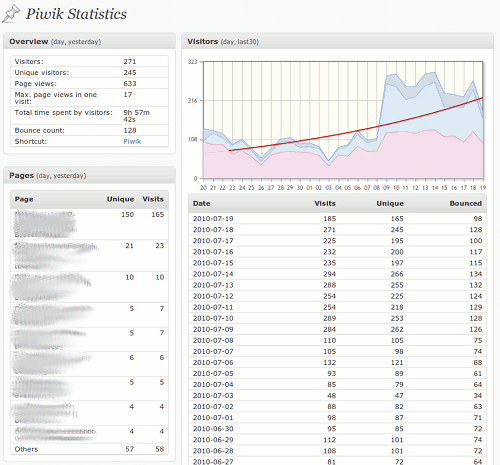 Piwik Statistics
Overview (day, yesterday)
Visitors: 271
Unique visitors: 245
Page views: 633
Max. page views in one visit: 17
Total time spent by visitors: 9h 57m 42s
Bounce count: 128
Shortcut: Piwik
Pages (day, yesterday)
Page Unique Visits
150 165
21 23
10 10
5 7
5 7
6 6
5 5
4 4
4 4
Others 57 58
Visitors (day, last30)
323
216
108
0
20 21 22 23 24 25 26 27 28 29 30 01 02 03 04 05 06 07 08 09 10 11 12 13 14 15 16 17 18 19
Date Visits Unique Bounced
2010-07-19 185 165 98
2010-07-18 271 245 128
2010-07-17 225 195 100
2010-07-16 232 200 117
2010-07-15 235 197 115
2010-07-14 294 266 134
2010-07-13 288 255 132
2010-07-12 254 225 124
2010-07-11 254 218 129
2010-07-10 289 253 128
2010-07-09 284 262 126
2010-07-08 110 105 75
2010-07-07 105 98 74
2010-07-06 132 121 88
2010-07-05 93 89 61
2010-07-04 85 79 64
2010-07-03 48 47 34
2010-07-02 88 82 63
2010-07-01 98 87 71
2010-06-30 95 85 72
2010-06-29 112 101 74
2010-06-28 108 101 72
2010-06-27 81 72 64